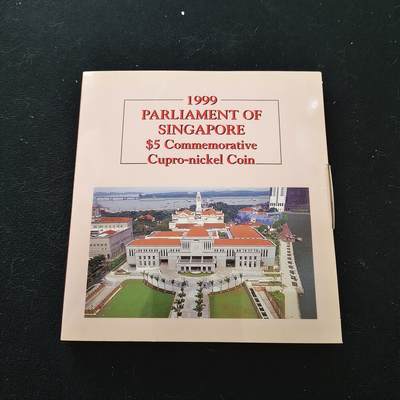 1999
PARLIAMENT OF
SINGAPORE
$5 Commemorative
Cupro-nickel Coin